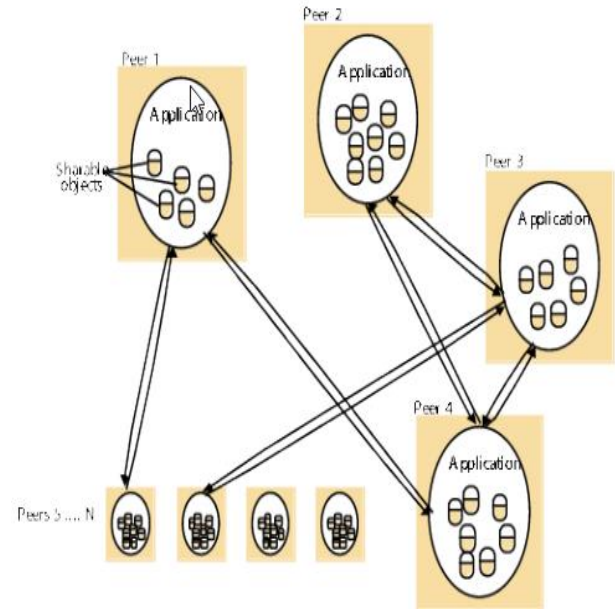 Peer 2
Peer 1
Application
Application
Sharable
objects
Peer 3
Application
Peer 4
Application
Peers 5 .... N